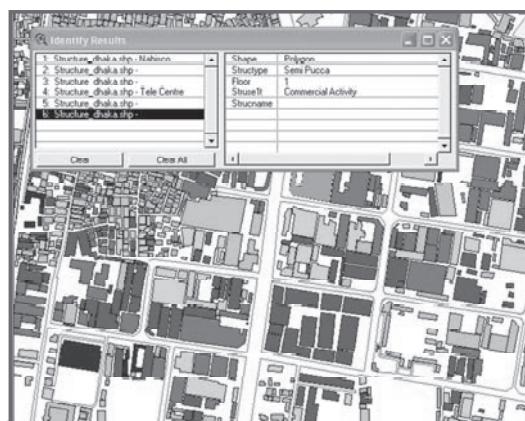 Identify Results
1: Structure_dhaka.shp - Nabisco
2: Structure_dhaka.shp -
3: Structure_dhaka.shp -
4: Structure_dhaka.shp - Tele Centre
5: Structure_dhaka.shp -
6: Structure_dhaka.shp -
Shape Polygon
Structype Semi Pucca
Floor 1
Struse1t Commercial Activity
Strucname
Clear Clear All